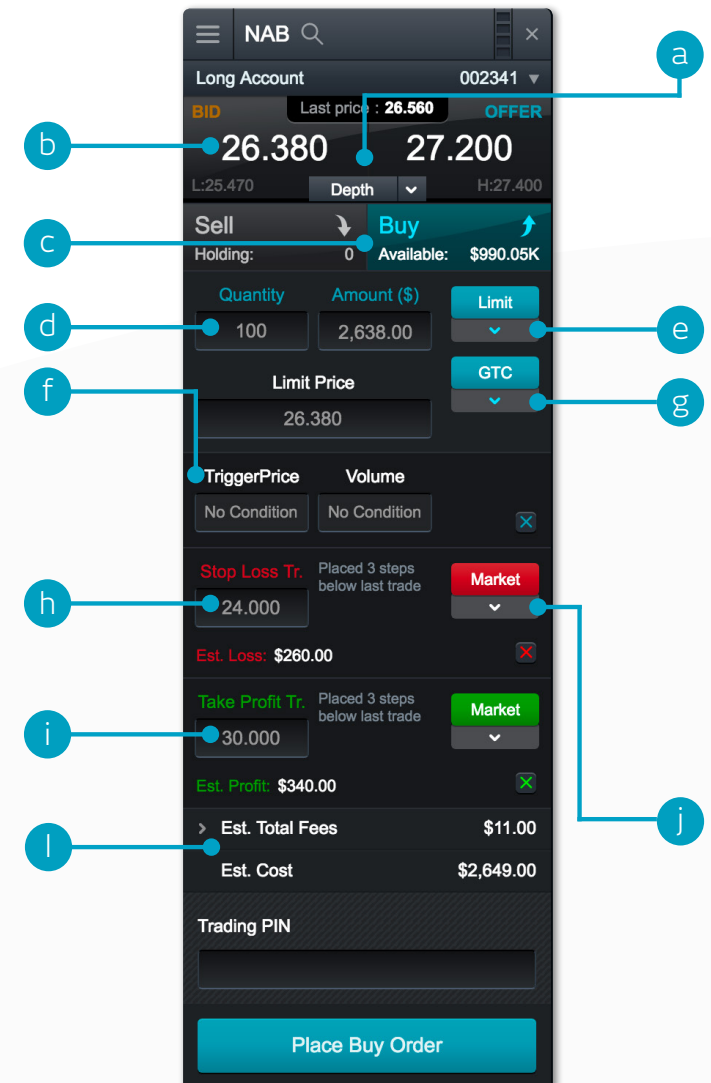 NAB
a
Long Account 002341
BID Last price : 26.560 OFFER
b 26.380 27.200
L:25.470 Depth H:27.400
Sell Buy
c Holding: 0 Available: $990.05K
Quantity Amount ($) Limit
d 100 2,638.00 e
Limit Price GTC
f 26.380 g
TriggerPrice Volume
No Condition No Condition
Stop Loss Tr. Placed 3 steps Market
below last trade
h 24.000
Est. Loss: $260.00
Take Profit Tr. Placed 3 steps Market
below last trade
i 30.000
Est. Profit: $340.00
j
Est. Total Fees $11.00
l
Est. Cost $2,649.00
Trading PIN
Place Buy Order